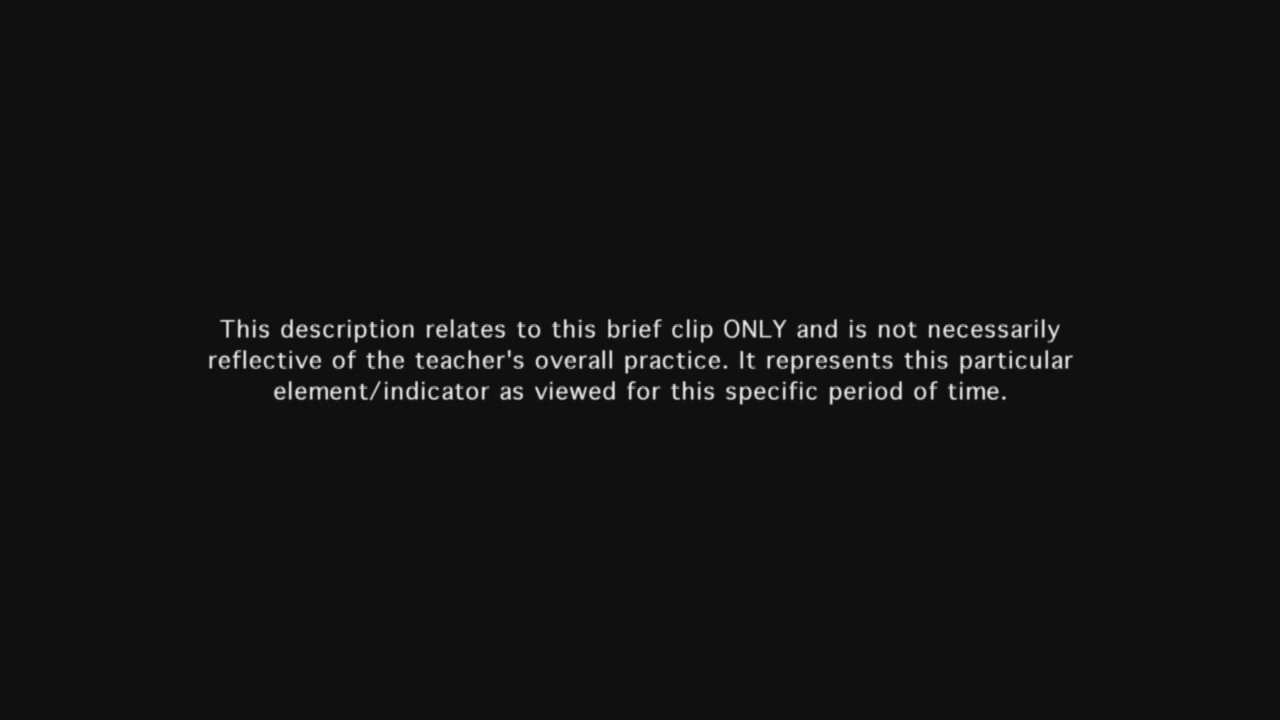 This description relates to this brief clip ONLY and is not necessarily
reflective of the teacher's overall practice. It represents this particular
element/indicator as viewed for this specific period of time.